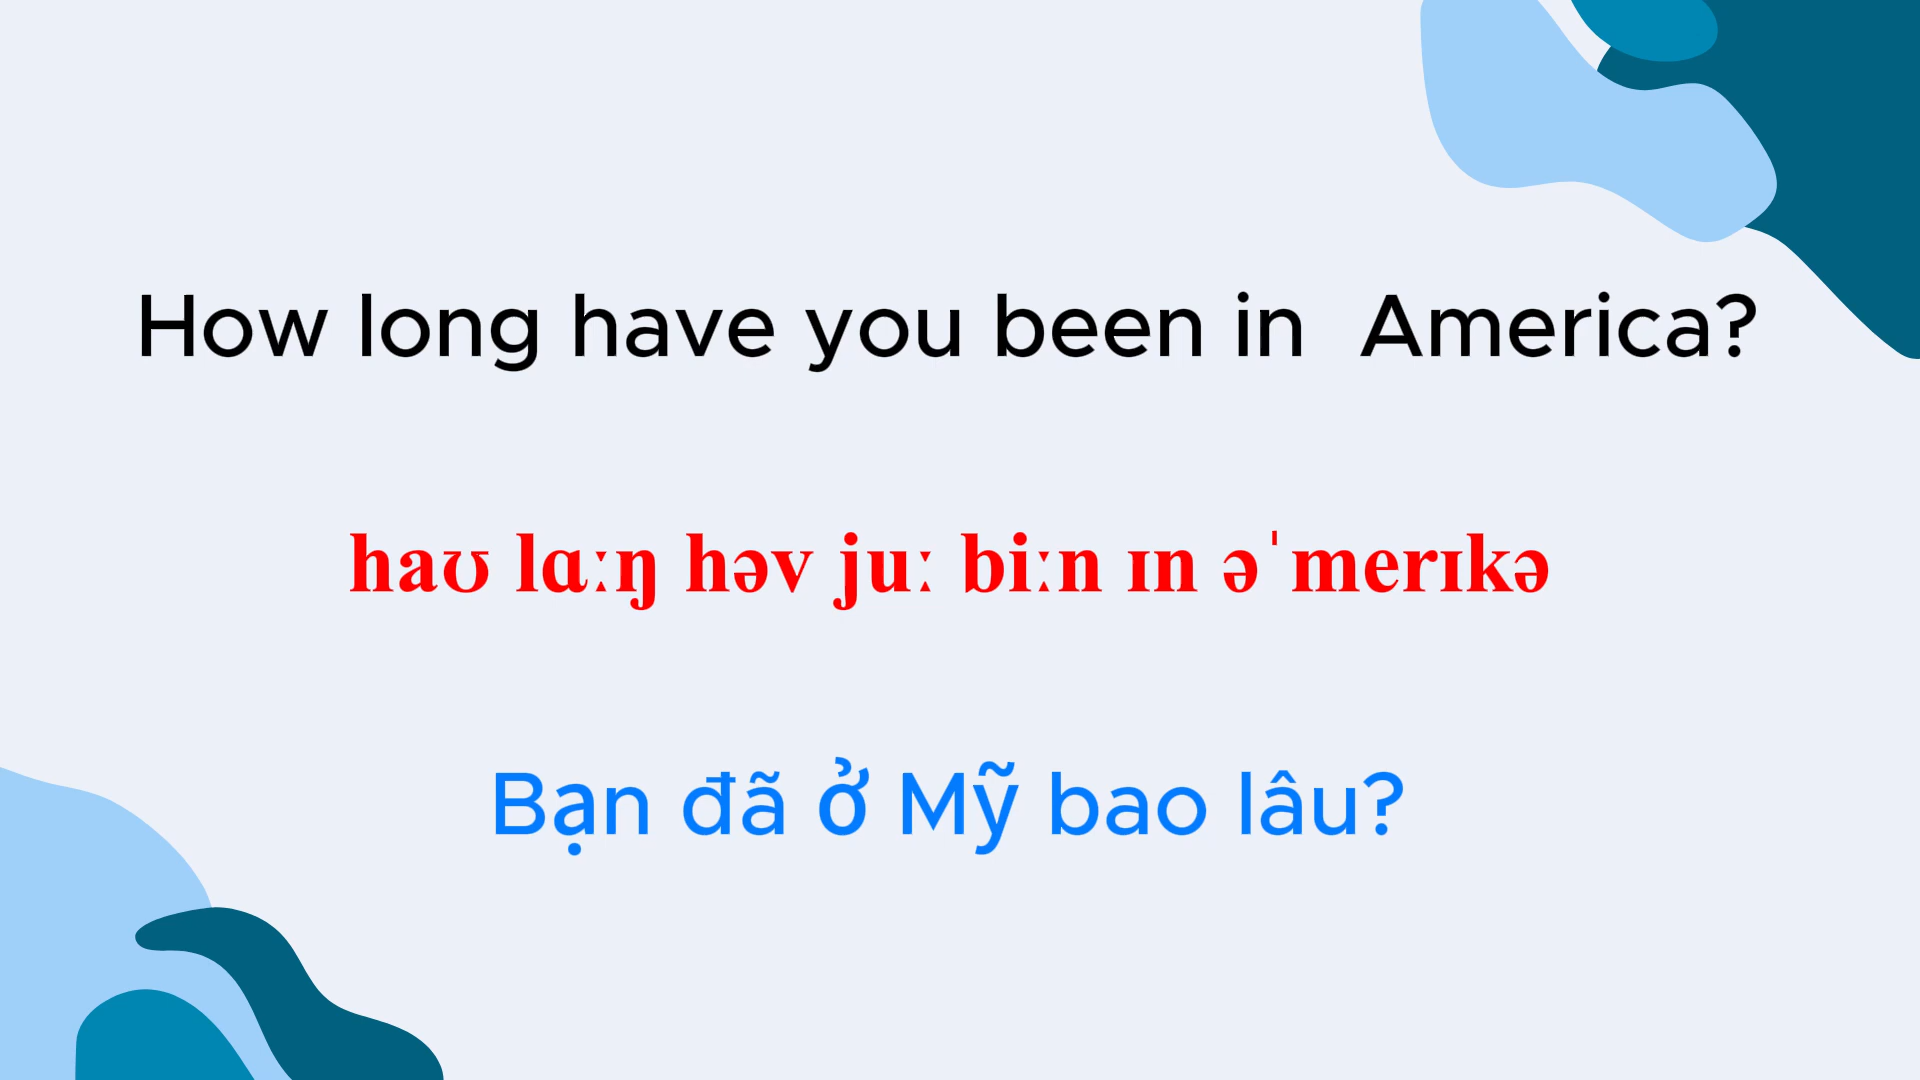 How long have you been in  America?
haʊ lɑːŋ həv juː biːn ɪn əˈmerɪkə
Bạn đã ở Mỹ bao lâu?